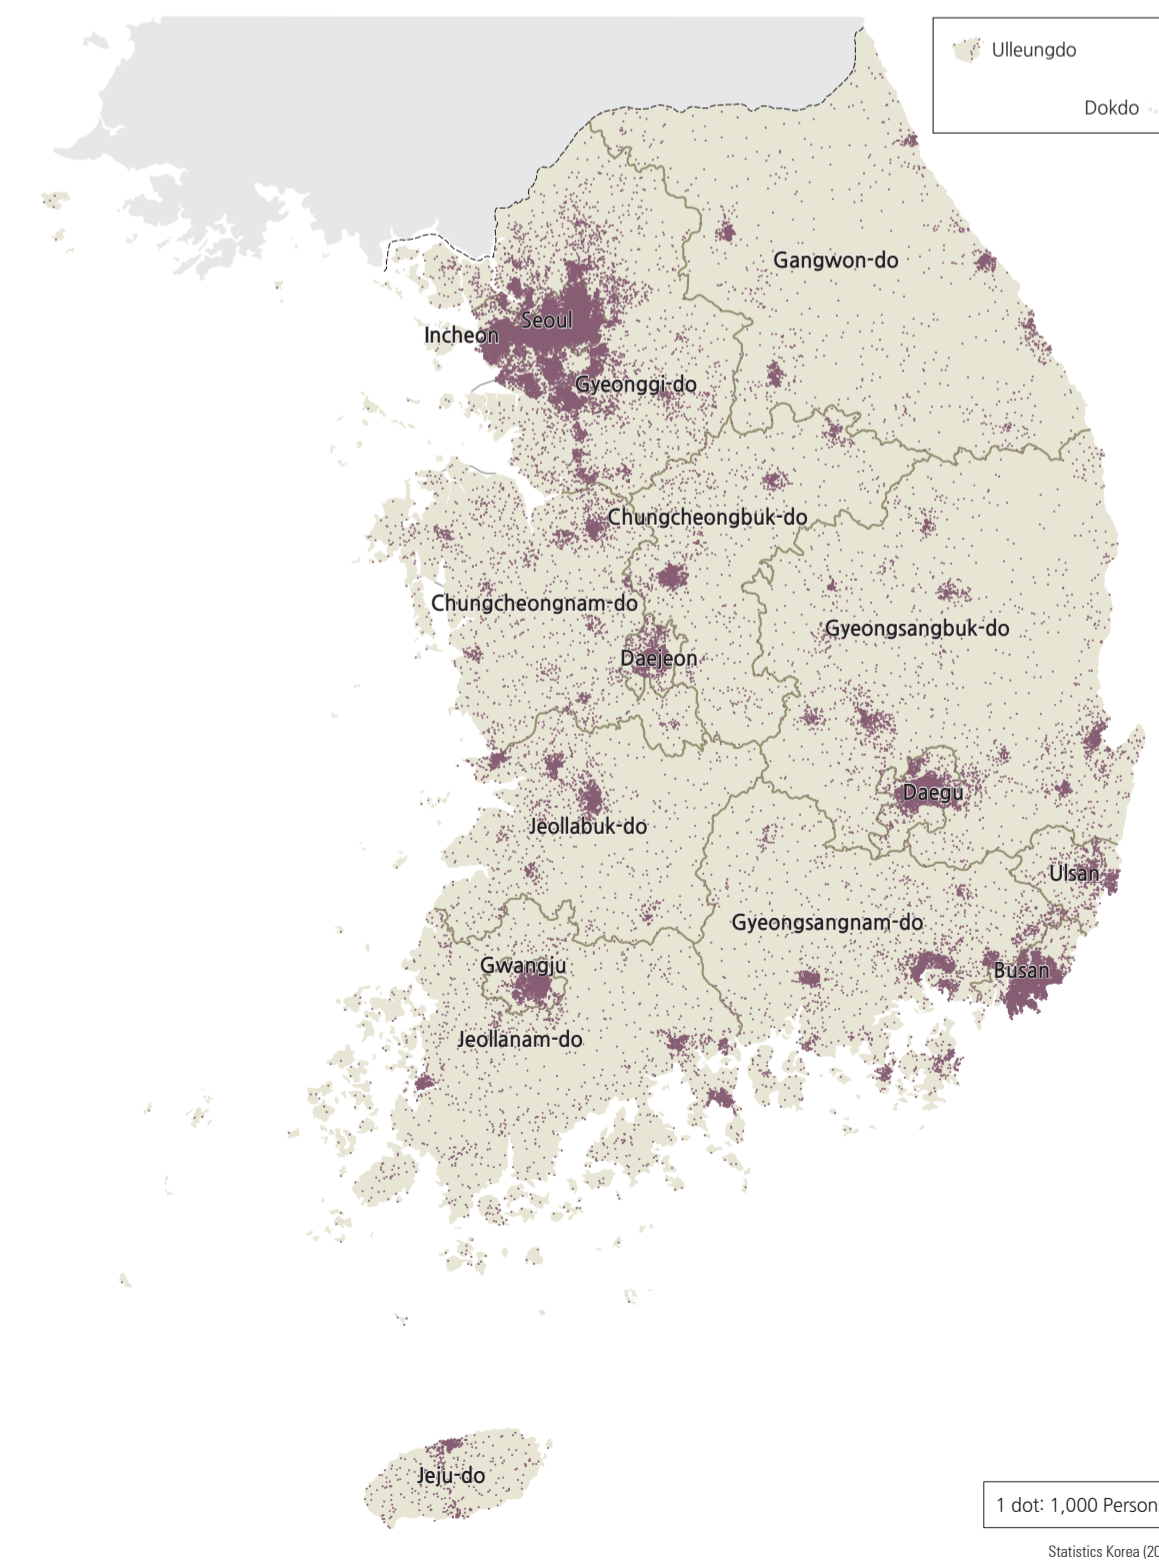 Ulleungdo
Dokdo
Gangwon-do
Seoul
Incheon
Gyeonggi-do
Chungcheongbuk-do
Chungcheongnam-do
Gyeongsangbuk-do
Daejeon
Daegu
Jeollabuk-do
Ulsan
Gyeongsangnam-do
Gwangju
Busan
Jeollanam-do
Jeju-do
1 dot: 1,000 Person
Statistics Korea (20